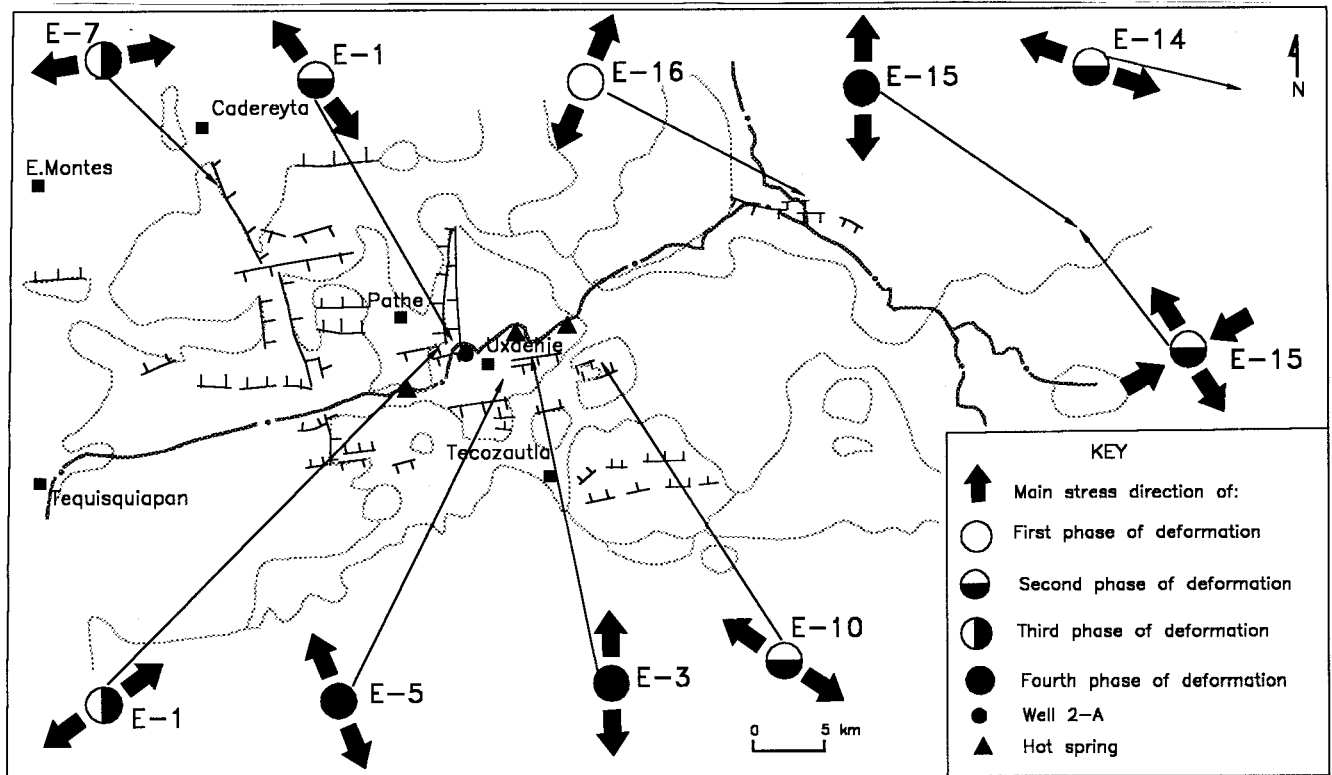 E-7
E-1
E-16
E-15
E-14
N
Cadereyta
E.Montes
Pathe
Uxdehje
E-15
Tecozautla
Tequisquiapan
E-10
E-3
E-5
E-1
0 5 km
KEY
Main stress direction of:
First phase of deformation
Second phase of deformation
Third phase of deformation
Fourth phase of deformation
Well 2-A
Hot spring